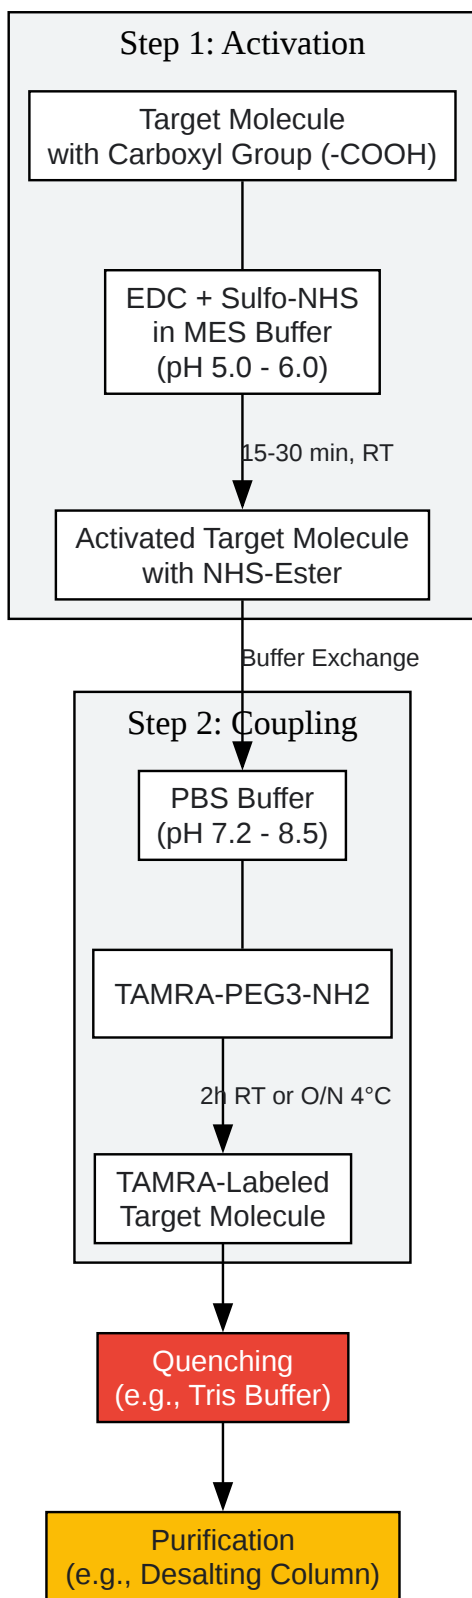 Step 1: Activation
Target Molecule
with Carboxyl Group (-COOH)
EDC + Sulfo-NHS
in MES Buffer
(pH 5.0 - 6.0)
15-30 min, RT
Activated Target Molecule
with NHS-Ester
Buffer Exchange
Step 2: Coupling
PBS Buffer
(pH 7.2 - 8.5)
TAMRA-PEG3-NH2
2h RT or O/N 4°C
TAMRA-Labeled
Target Molecule
Quenching
(e.g., Tris Buffer)
Purification
(e.g., Desalting Column)